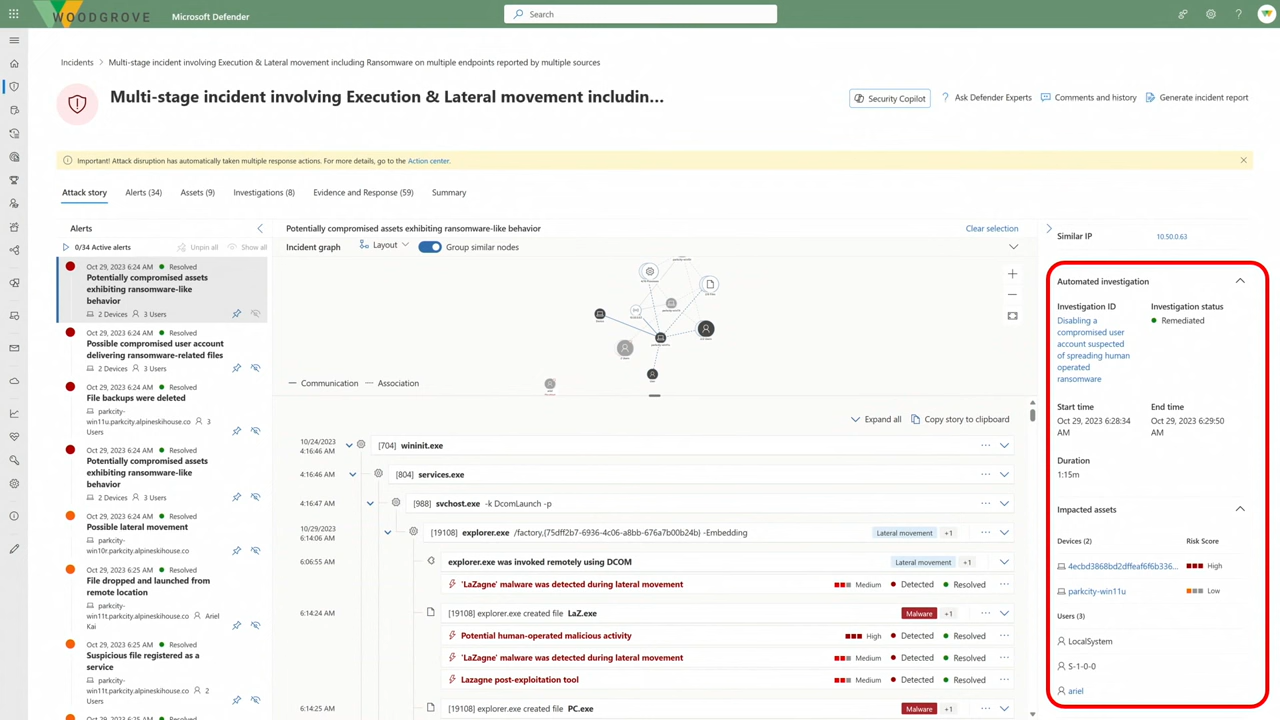 WOODGROVE
Microsoft Defender
Search
Incidents > Multi-stage incident involving Execution & Lateral movement including Ransomware on multiple endpoints reported by multiple sources
Multi-stage incident involving Execution & Lateral movement includin...
Security Copilot
? Ask Defender Experts
Comments and history
Generate incident report
Important! Attack disruption has automatically taken multiple response actions. For more details, go to the Action center.
Attack story
Alerts (34)
Assets (9)
Investigations (8)
Evidence and Response (59)
Summary
Alerts
0/34 Active alerts
Unpin all
Show all
Oct 29, 2023 6:24 AM Resolved
Potentially compromised assets
exhibiting ransomware-like
behavior
2 Devices 3 Users
Oct 29, 2023 6:24 AM Resolved
Possible compromised user account
delivering ransomware-related files
2 Devices 3 Users
Oct 29, 2023 6:24 AM Resolved
File backups were deleted
parkcity-
win11u.parkcity.alpineskihouse.co 3
Users
Oct 29, 2023 6:24 AM Resolved
Potentially compromised assets
exhibiting ransomware-like
behavior
2 Devices 3 Users
Oct 29, 2023 6:24 AM Resolved
Possible lateral movement
parkcity-
win10r.parkcity.alpineskihouse.co
Oct 29, 2023 6:25 AM Resolved
File dropped and launched from
remote location
parkcity-
win11t.parkcity.alpineskihouse.co Ariel
Kai
Oct 29, 2023 6:25 AM Resolved
Suspicious file registered as a
service
parkcity-
win11t.parkcity.alpineskihouse.co 2
Users
Oct 29, 2023 6:25 AM Resolved
Potentially compromised assets exhibiting ransomware-like behavior
Clear selection
Incident graph
Layout
Group similar nodes
Communication
Association
Expand all
Copy story to clipboard
10/24/2023
4:16:46 AM
[704] wininit.exe
4:16:46 AM
[804] services.exe
4:16:47 AM
[988] svchost.exe -k DcomLaunch -p
10/29/2023
6:14:06 AM
[19108] explorer.exe /factory,{75dff2b7-6936-4c06-a8bb-676a7b00b24b} -Embedding
Lateral movement +1
6:06:55 AM
explorer.exe was invoked remotely using DCOM
Lateral movement +1
'LaZagne' malware was detected during lateral movement
Medium Detected Resolved
6:14:24 AM
[19108] explorer.exe created file LaZ.exe
Malware +1
Potential human-operated malicious activity
High Detected Resolved
'LaZagne' malware was detected during lateral movement
Medium Detected Resolved
Lazagne post-exploitation tool
Medium Detected Resolved
6:14:25 AM
[19108] explorer.exe created file PC.exe
Malware +1
Similar IP
10.50.0.63
Automated investigation
Investigation ID
Disabling a
compromised user
account suspected
of spreading human
operated
ransomware
Investigation status
Remediated
Start time
Oct 29, 2023 6:28:34
AM
End time
Oct 29, 2023 6:29:50
AM
Duration
1:15m
Impacted assets
Devices (2)
Risk Score
4ecbd3868bd2dffeaf6f6b336...
High
parkcity-win11u
Low
Users (3)
LocalSystem
S-1-0-0
ariel